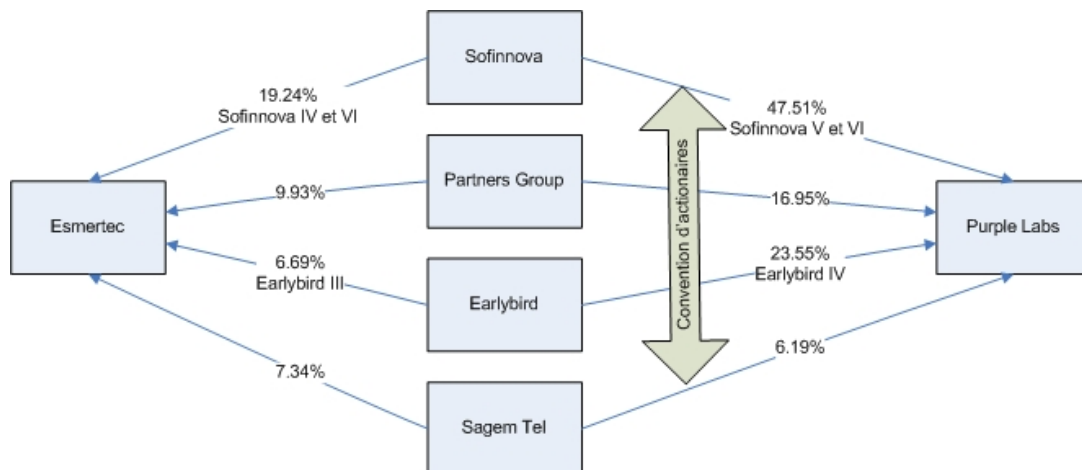 Sofinnova
19.24%
Sofinnova IV et VI
47.51%
Sofinnova V et VI
Partners Group
9.93%
16.95%
Esmertec
Purple Labs
Convention d'actionaires
6.69%
Earlybird III
Earlybird
23.55%
Earlybird IV
7.34%
6.19%
Sagem Tel